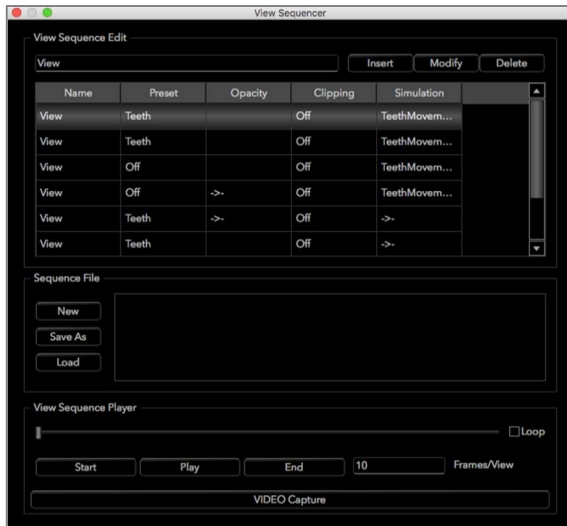 View Sequencer
View Sequence Edit
View Insert Modify Delete
Name Preset Opacity Clipping Simulation
View Teeth Off TeethMovem...
View Teeth Off TeethMovem...
View Off Off TeethMovem...
View Off ->- Off TeethMovem...
View Teeth ->- Off ->-
View Teeth Off ->-
Sequence File
New
Save As
Load
View Sequence Player
Loop
Start Play End 10 Frames/View
VIDEO Capture